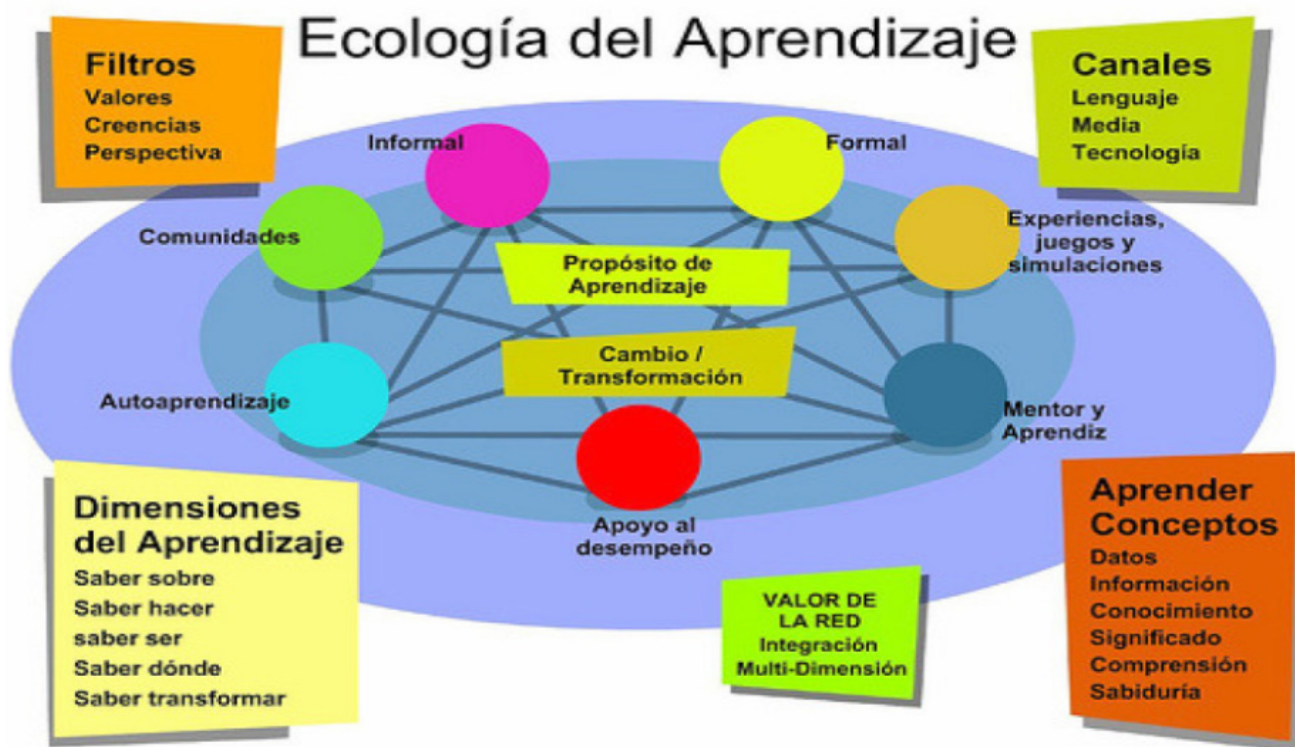 Ecología del Aprendizaje
Filtros
Valores
Creencias
Perspectiva
Canales
Lenguaje
Media
Tecnología
Informal
Formal
Comunidades
Experiencias,
juegos y
simulaciones
Propósito de
Aprendizaje
Cambio /
Transformación
Autoaprendizaje
Mentor y
Aprendiz
Apoyo al
desempeño
Dimensiones
del Aprendizaje
Saber sobre
Saber hacer
saber ser
Saber dónde
Saber transformar
VALOR DE
LA RED
Integración
Multi-Dimensión
Aprender
Conceptos
Datos
Información
Conocimiento
Significado
Comprensión
Sabiduría